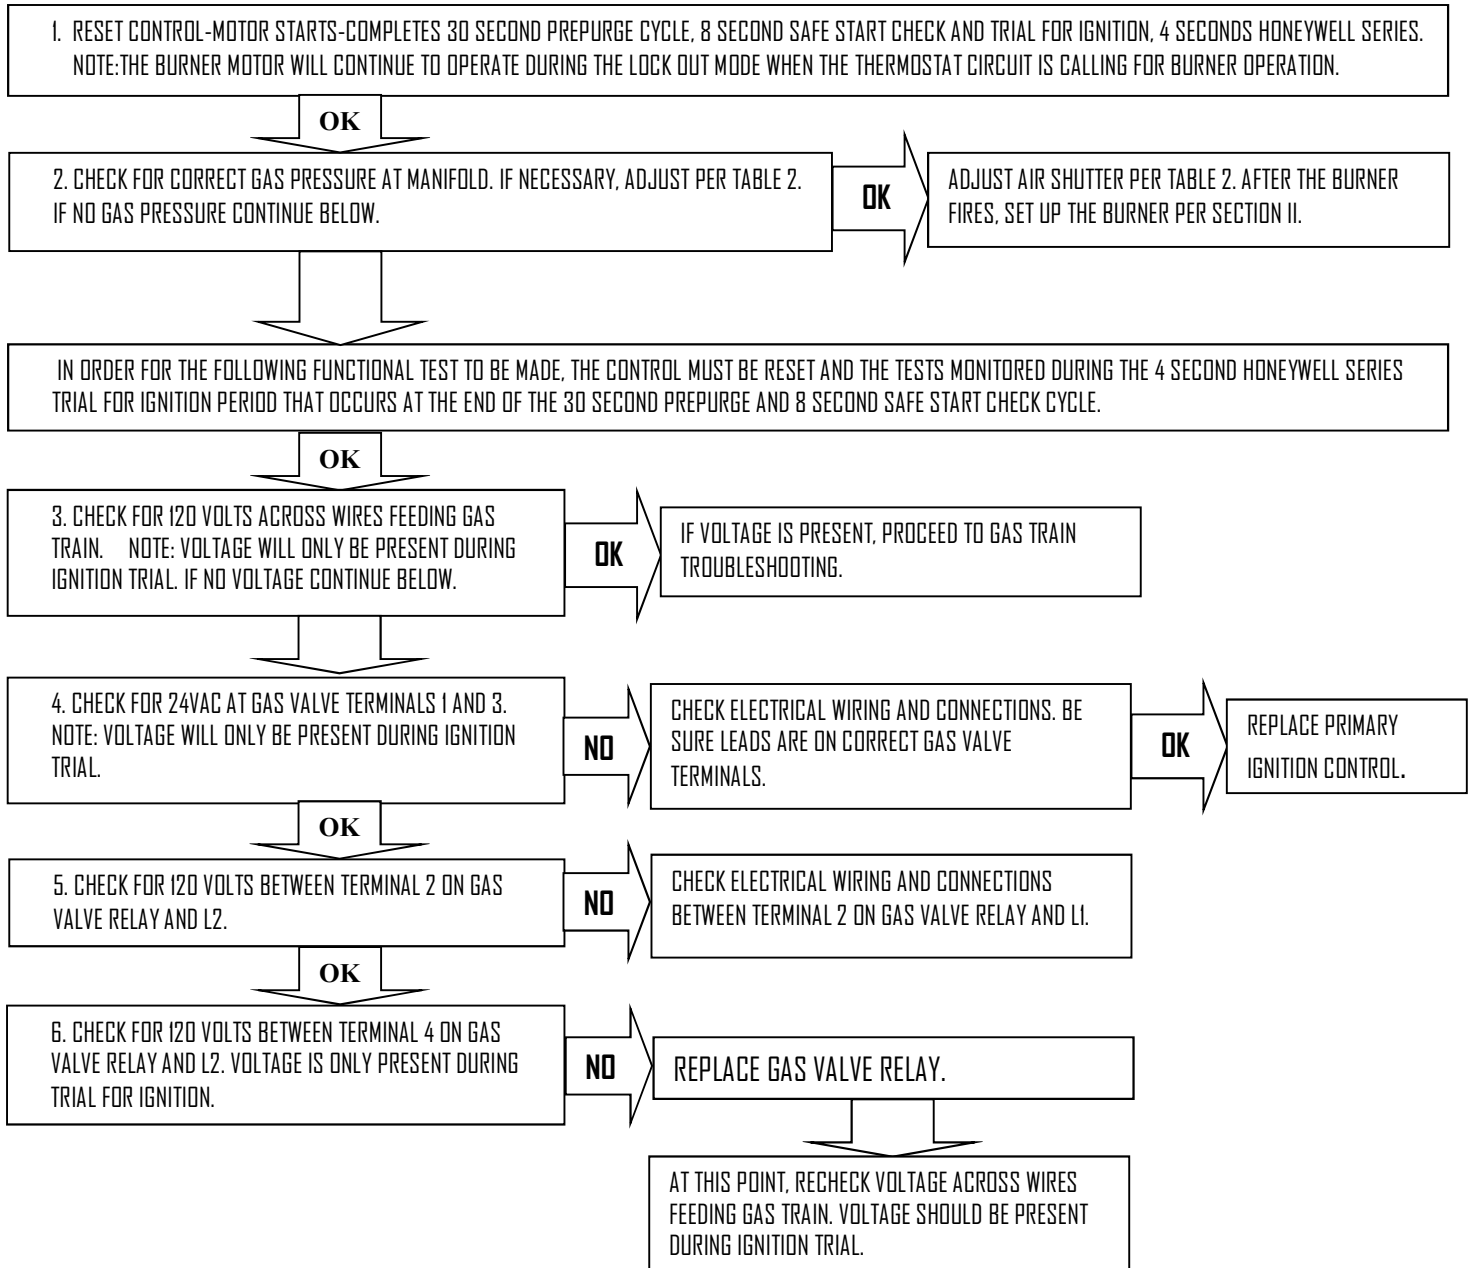 1. RESET CONTROL-MOTOR STARTS-COMPLETES 30 SECOND PREPURGE CYCLE, 8 SECOND SAFE START CHECK AND TRIAL FOR IGNITION, 4 SECONDS HONEYWELL SERIES.
NOTE:THE BURNER MOTOR WILL CONTINUE TO OPERATE DURING THE LOCK OUT MODE WHEN THE THERMOSTAT CIRCUIT IS CALLING FOR BURNER OPERATION.
OK
2. CHECK FOR CORRECT GAS PRESSURE AT MANIFOLD. IF NECESSARY, ADJUST PER TABLE 2.
IF NO GAS PRESSURE CONTINUE BELOW.
OK
ADJUST AIR SHUTTER PER TABLE 2. AFTER THE BURNER
FIRES, SET UP THE BURNER PER SECTION II.
IN ORDER FOR THE FOLLOWING FUNCTIONAL TEST TO BE MADE, THE CONTROL MUST BE RESET AND THE TESTS MONITORED DURING THE 4 SECOND HONEYWELL SERIES
TRIAL FOR IGNITION PERIOD THAT OCCURS AT THE END OF THE 30 SECOND PREPURGE AND 8 SECOND SAFE START CHECK CYCLE.
OK
3. CHECK FOR 120 VOLTS ACROSS WIRES FEEDING GAS
TRAIN. NOTE: VOLTAGE WILL ONLY BE PRESENT DURING
IGNITION TRIAL. IF NO VOLTAGE CONTINUE BELOW.
OK
IF VOLTAGE IS PRESENT, PROCEED TO GAS TRAIN
TROUBLESHOOTING.
4. CHECK FOR 24VAC AT GAS VALVE TERMINALS 1 AND 3.
NOTE: VOLTAGE WILL ONLY BE PRESENT DURING IGNITION
TRIAL.
NO
CHECK ELECTRICAL WIRING AND CONNECTIONS. BE
SURE LEADS ARE ON CORRECT GAS VALVE
TERMINALS.
OK
REPLACE PRIMARY
IGNITION CONTROL.
OK
5. CHECK FOR 120 VOLTS BETWEEN TERMINAL 2 ON GAS
VALVE RELAY AND L2.
NO
CHECK ELECTRICAL WIRING AND CONNECTIONS
BETWEEN TERMINAL 2 ON GAS VALVE RELAY AND L1.
OK
6. CHECK FOR 120 VOLTS BETWEEN TERMINAL 4 ON GAS
VALVE RELAY AND L2. VOLTAGE IS ONLY PRESENT DURING
TRIAL FOR IGNITION.
NO
REPLACE GAS VALVE RELAY.
AT THIS POINT, RECHECK VOLTAGE ACROSS WIRES
FEEDING GAS TRAIN. VOLTAGE SHOULD BE PRESENT
DURING IGNITION TRIAL.